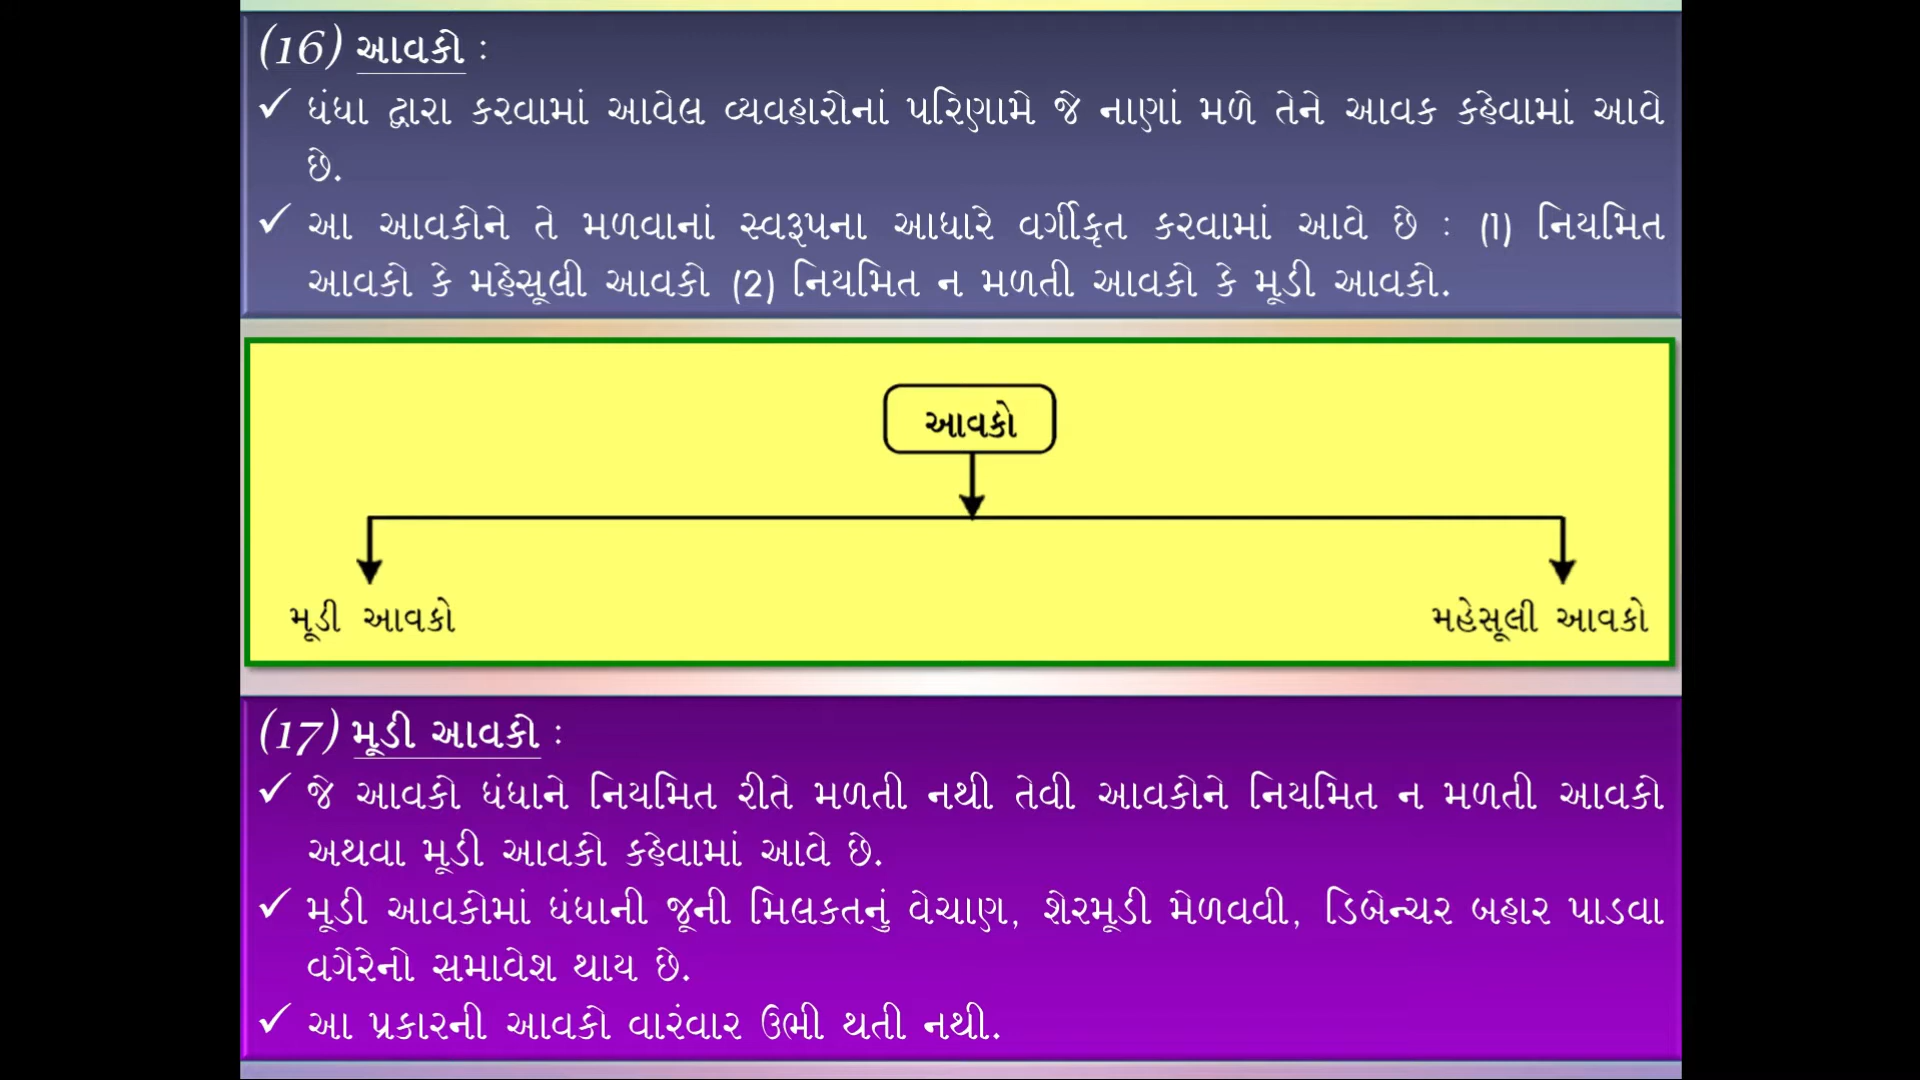 (16) આવકો :
✓ ધંધા દ્વારા કરવામાં આવેલ વ્યવહારોનાં પરિણામે જે નાણાં મળે તેને આવક કહેવામાં આવે
છે.
✓ આ આવકોને તે મળવાનાં સ્વરૂપના આધારે વર્ગીકૃત કરવામાં આવે છે : (1) નિયમિત
આવકો કે મહેસૂલી આવકો (2) નિયમિત ન મળતી આવકો કે મૂડી આવકો.
આવકો
મૂડી આવકો
મહેસૂલી આવકો
(17) મૂડી આવકો :
✓ જે આવકો ધંધાને નિયમિત રીતે મળતી નથી તેવી આવકોને નિયમિત ન મળતી આવકો
અથવા મૂડી આવકો કહેવામાં આવે છે.
✓ મૂડી આવકોમાં ધંધાની જૂની મિલકતનું વેચાણ, શેરમૂડી મેળવવી, ડિબેન્ચર બહાર પાડવા
વગેરેનો સમાવેશ થાય છે.
✓ આ પ્રકારની આવકો વારંવાર ઉભી થતી નથી.